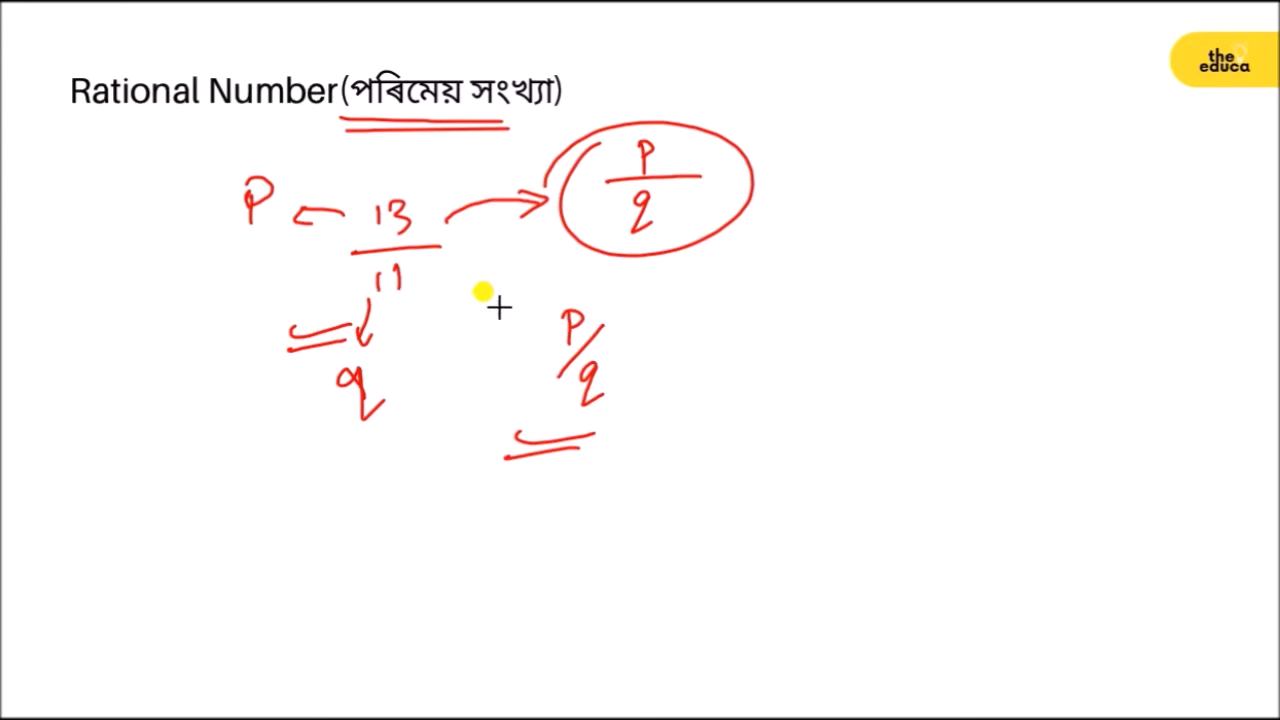 Rational Number(পৰিমেয় সংখ্যা)
the
educa
P
q
P
13
11
P/
q
q